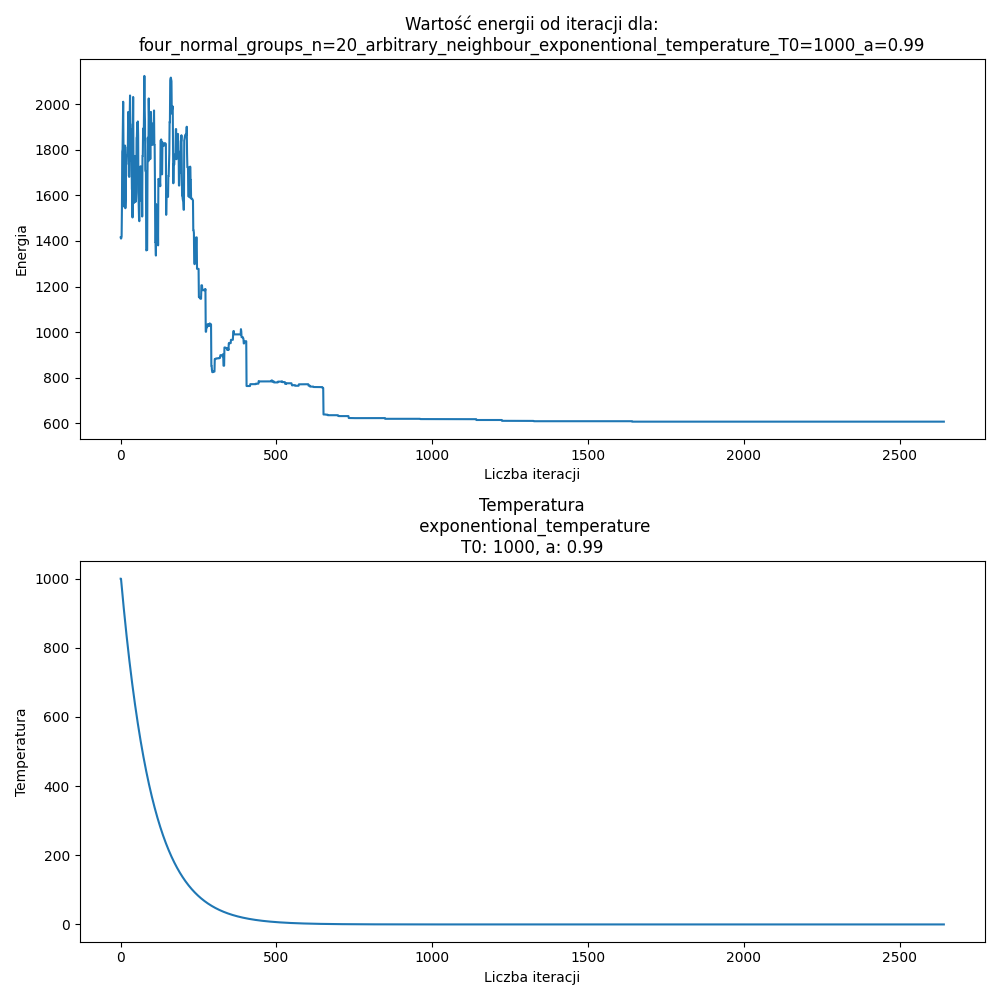 Wartość energii od iteracji dla:
four_normal_groups_n=20_arbitrary_neighbour_exponentional_temperature_T0=1000_a=0.99
2000
1800
1600
1400
1200
1000
800
600
Energia
0
500
1000
1500
2000
2500
Liczba iteracji
Temperatura
exponentional_temperature
T0: 1000, a: 0.99
1000
800
600
400
200
0
Temperatura
0
500
1000
1500
2000
2500
Liczba iteracji